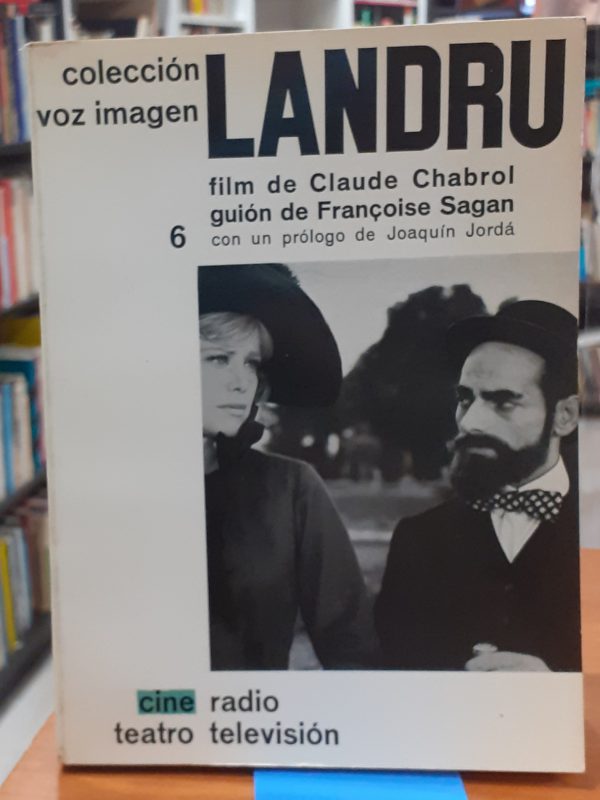 colección
voz imagen
LANDRU
film de Claude Chabrol
guión de Françoise Sagan
6
con un prólogo de Joaquín Jordá
cine radio
teatro televisión